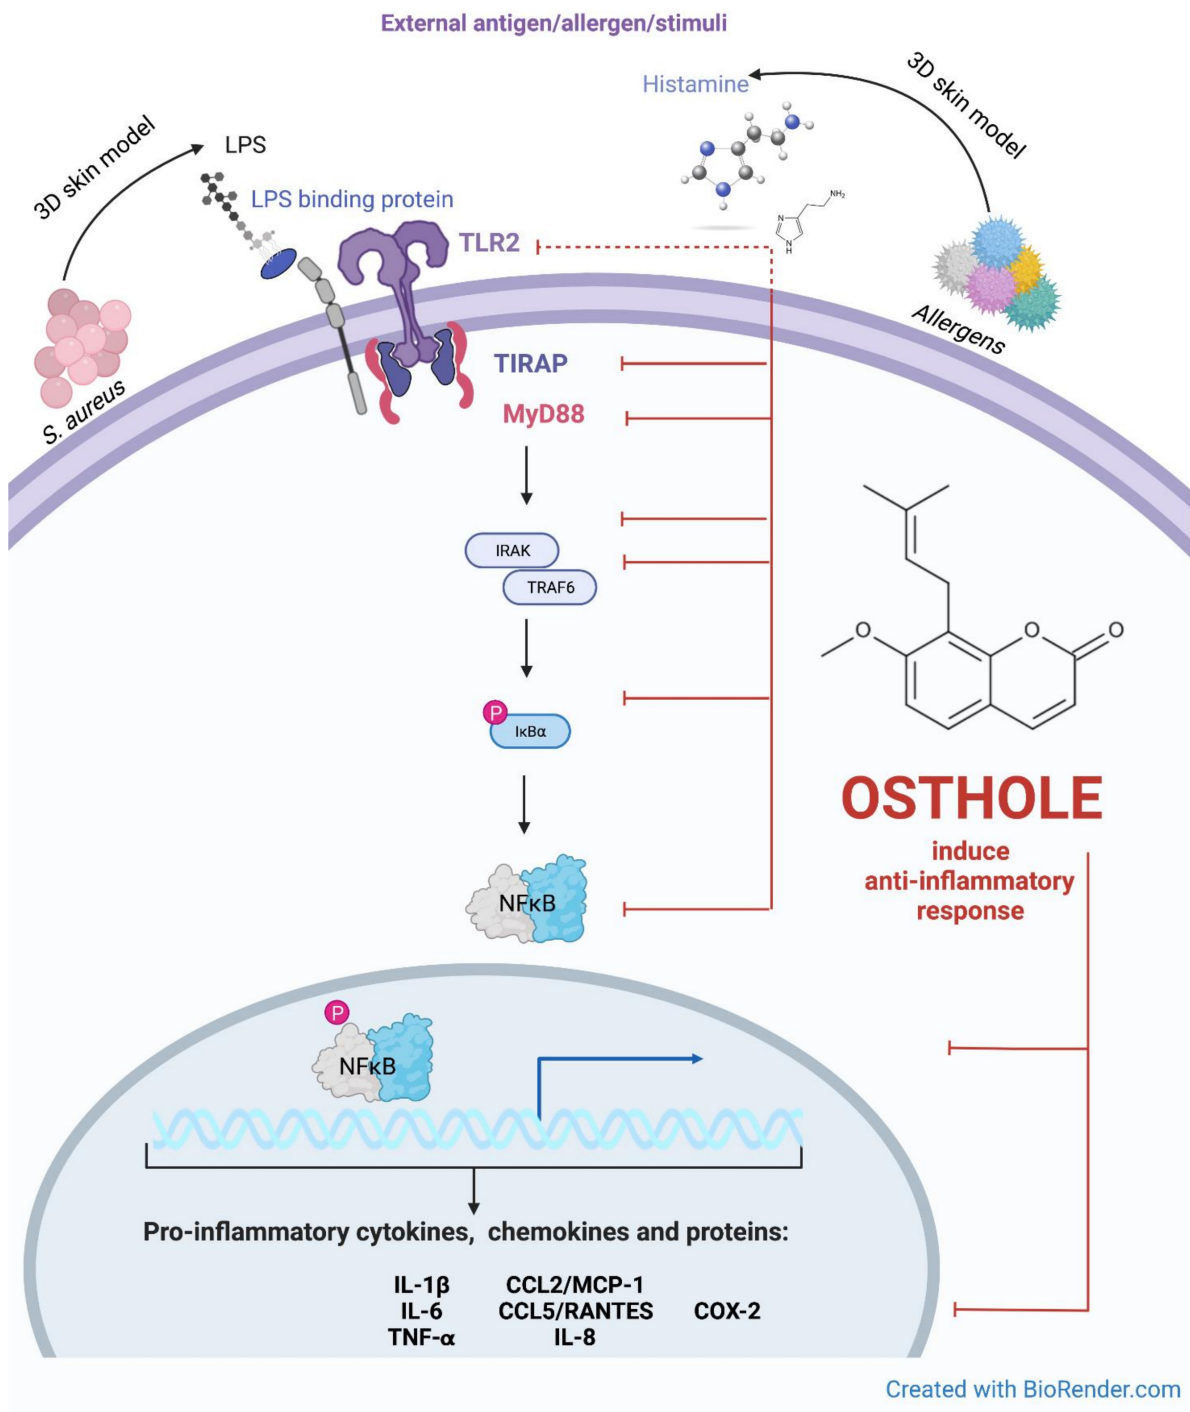 External antigen/allergen/stimuli
3D skin model
LPS
LPS binding protein
TLR2
Histamine
3D skin model
NH₂
N
N
H
S. aureus
Allergens
TIRAP
MyD88
IRAK
TRAF6
P
IκBα
NFκB
O
O
O
OSTHOLE
induce
anti-inflammatory
response
P
NFκB
Pro-inflammatory cytokines, chemokines and proteins:
IL-1β CCL2/MCP-1
IL-6 CCL5/RANTES COX-2
TNF-α IL-8
Created with BioRender.com